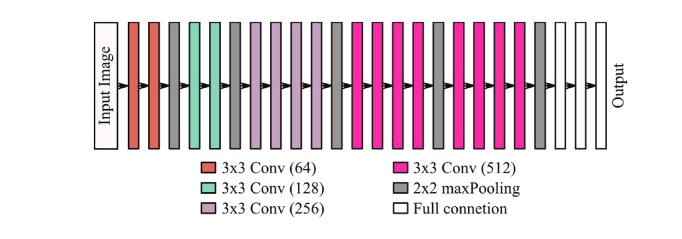 Input Image
Output
3x3 Conv (64)
3x3 Conv (128)
3x3 Conv (256)
3x3 Conv (512)
2x2 maxPooling
Full connetion